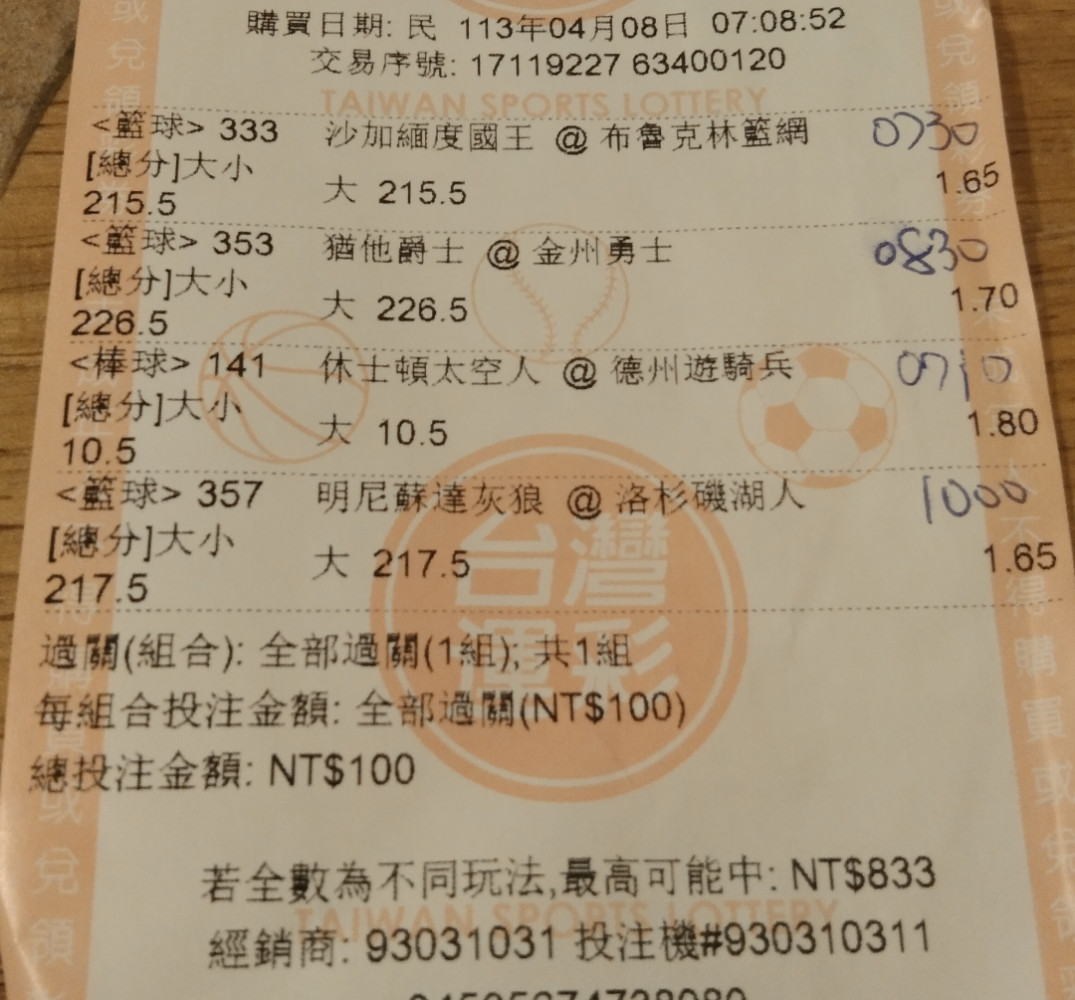 購買日期: 民 113年04月08日 07:08:52
交易序號: 17119227 63400120
TAIWAN SPORTS LOTTERY
<籃球> 333 沙加緬度國王 @ 布魯克林籃網 0730
[總分]大小 大 215.5 1.65
215.5
<籃球> 353 猶他爵士 @ 金州勇士 0830
[總分]大小 大 226.5 1.70
226.5
<棒球> 141 休士頓太空人 @ 德州遊騎兵 0710
[總分]大小 大 10.5 1.80
10.5
<籃球> 357 明尼蘇達灰狼 @ 洛杉磯湖人 1000
[總分]大小 大 217.5 1.65
217.5
台灣
運彩
過關(組合): 全部過關(1組); 共1組
每組合投注金額: 全部過關(NT$100)
總投注金額: NT$100
若全數為不同玩法,最高可能中: NT$833
TAIWAN SPORTS LOTTERY
經銷商: 93031031 投注機#930310311